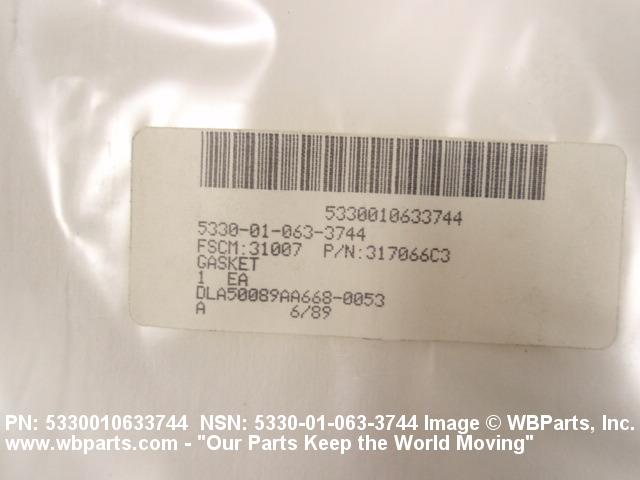 5330010633744
5330-01-063-3744
FSCM:31007 P/N:317066C3
GASKET
1 EA
DLA50089AA668-0053
A 6/89
PN: 5330010633744 NSN: 5330-01-063-3744 Image © WBParts, Inc.
www.wbparts.com - "Our Parts Keep the World Moving"